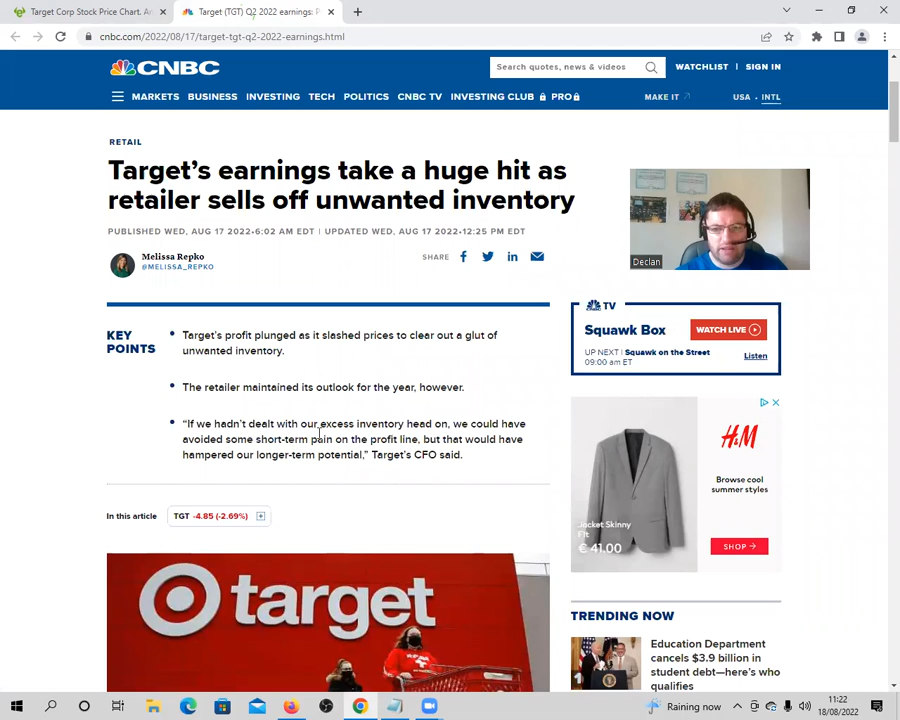 Target Corp Stock Price Chart. An
Target (TGT) Q2 2022 earnings: P
cnbc.com/2022/08/17/target-tgt-q2-2022-earnings.html
CNBC
Search quotes, news & videos
WATCHLIST
SIGN IN
MARKETS BUSINESS INVESTING TECH POLITICS CNBC TV INVESTING CLUB PRO
MAKE IT
USA • INTL
RETAIL
Target's earnings take a huge hit as
retailer sells off unwanted inventory
PUBLISHED WED, AUG 17 2022•6:02 AM EDT | UPDATED WED, AUG 17 2022•12:25 PM EDT
Melissa Repko
@MELISSA_REPKO
SHARE
Declan
KEY
POINTS
Target's profit plunged as it slashed prices to clear out a glut of
unwanted inventory.
The retailer maintained its outlook for the year, however.
“If we hadn't dealt with our excess inventory head on, we could have
avoided some short-term pain on the profit line, but that would have
hampered our longer-term potential,” Target's CFO said.
In this article
TGT -4.85 (-2.69%)
target
TV
Squawk Box
WATCH LIVE
UP NEXT | Squawk on the Street
09:00 am ET
Listen
H&M
Browse cool
summer styles
Jacket Skinny
Fit
€ 41.00
SHOP
TRENDING NOW
Education Department
cancels $3.9 billion in
student debt—here's who
qualifies
Raining now
11:22
18/08/2022